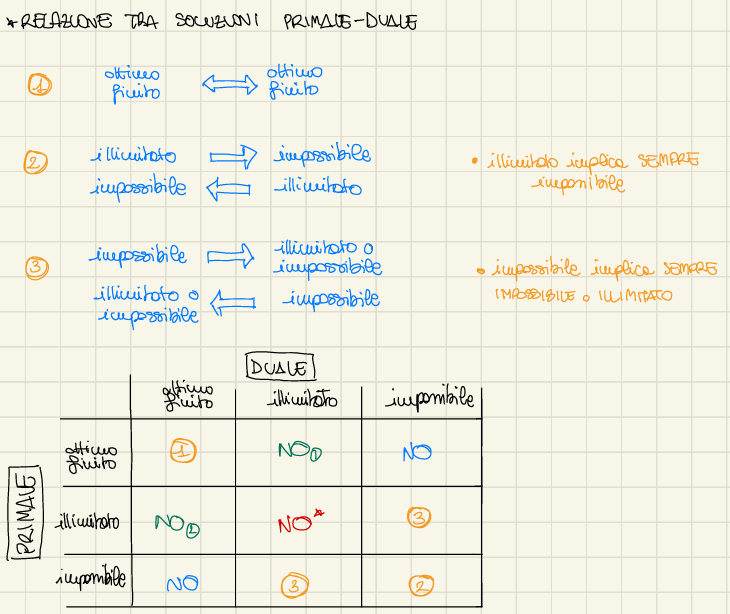 *RELAZIONE TRA SOLUZIONI PRIMALE-DUALE
1 ottimo finito ⟺ ottimo finito
2 illimitato ⟹ impossibile
impossibile ⟸ illimitato
• illimitato implica SEMPRE
impossibile
3 impossibile ⟹ illimitato o impossibile
illimitato o impossibile ⟸ impossibile
• impossibile implica SEMPRE
IMPOSSIBILE o ILLIMITATO
DUALE
ottimo finito illimitato impossibile
PRIMALE
ottimo finito 1 NO① NO
illimitato NO② NO* 3
impossibile NO 3 2